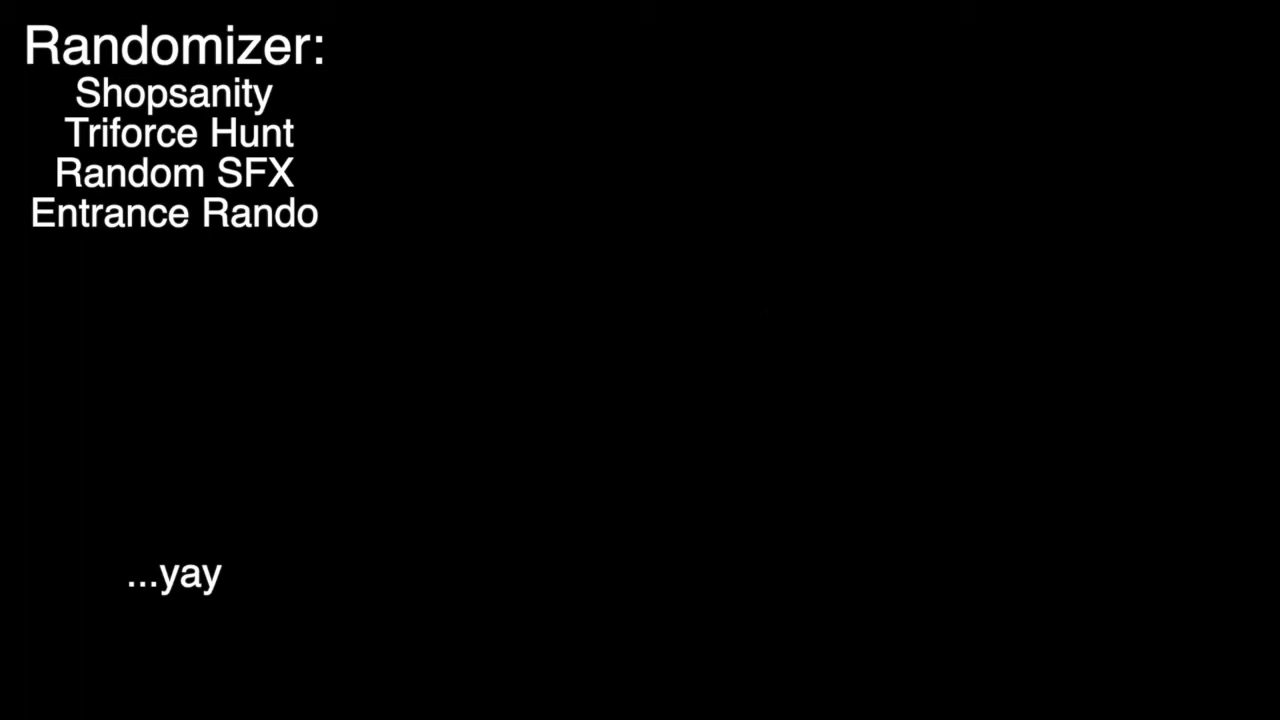 Randomizer:
Shopsanity
Triforce Hunt
Random SFX
Entrance Rando
...yay